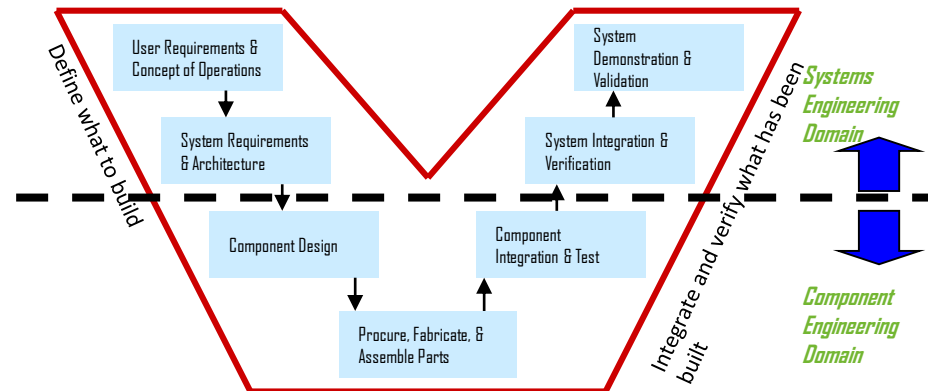 User Requirements &
Concept of Operations
System
Demonstration &
Validation
Define what to build
System Requirements
& Architecture
System Integration &
Verification
Integrate and verify what has been
built
Systems
Engineering
Domain
Component Design
Component
Integration & Test
Procure, Fabricate, &
Assemble Parts
Component
Engineering
Domain